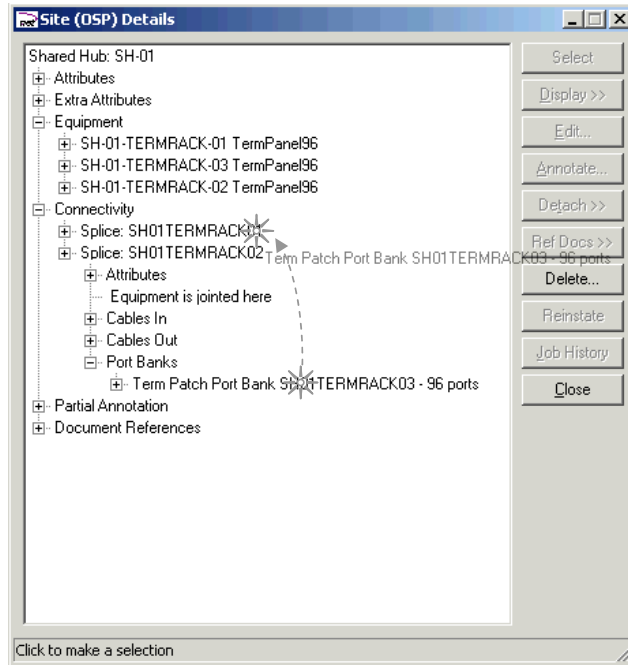 Site (OSP) Details
Shared Hub: SH-01
Attributes
Extra Attributes
Equipment
SH-01-TERMRACK-01 TermPanel96
SH-01-TERMRACK-03 TermPanel96
SH-01-TERMRACK-02 TermPanel96
Connectivity
Splice: SH01TERMRACK01
Splice: SH01TERMRACK02
Term Patch Port Bank SH01TERMRACK03 - 96 ports
Attributes
Equipment is jointed here
Cables In
Cables Out
Port Banks
Term Patch Port Bank SH01TERMRACK03 - 96 ports
Partial Annotation
Document References
Select
Display >>
Edit...
Annotate...
Detach >>
Ref Docs >>
Delete...
Reinstate
Job History
Close
Click to make a selection